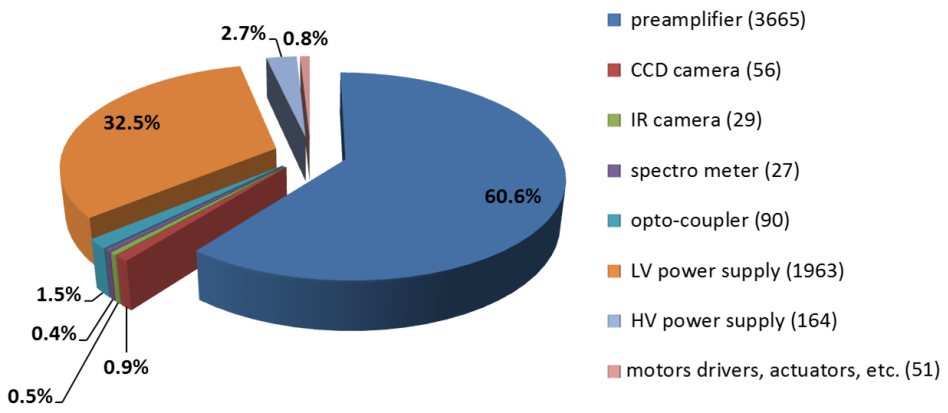 2.7%
0.8%
32.5%
60.6%
1.5%
0.4%
0.5%
0.9%
preamplifier (3665)
CCD camera (56)
IR camera (29)
spectro meter (27)
opto-coupler (90)
LV power supply (1963)
HV power supply (164)
motors drivers, actuators, etc. (51)